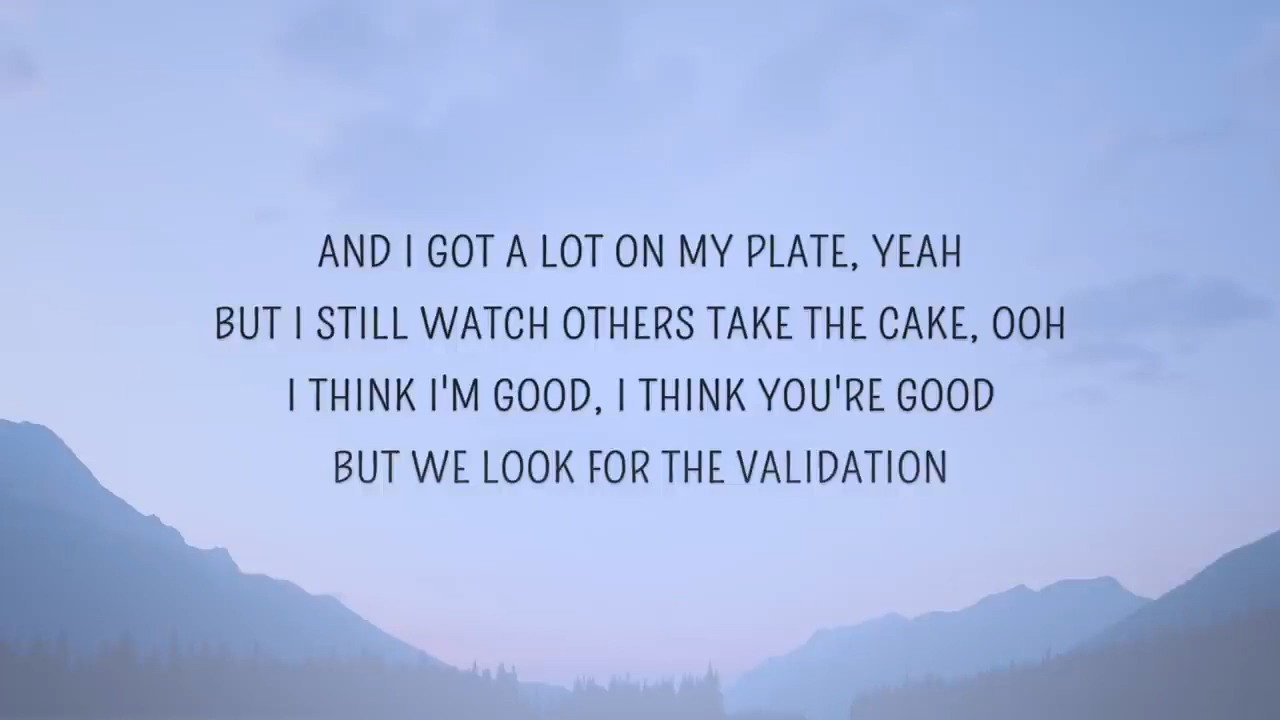 AND I GOT A LOT ON MY PLATE, YEAH
BUT I STILL WATCH OTHERS TAKE THE CAKE, OOH
I THINK I'M GOOD, I THINK YOU'RE GOOD
BUT WE LOOK FOR THE VALIDATION